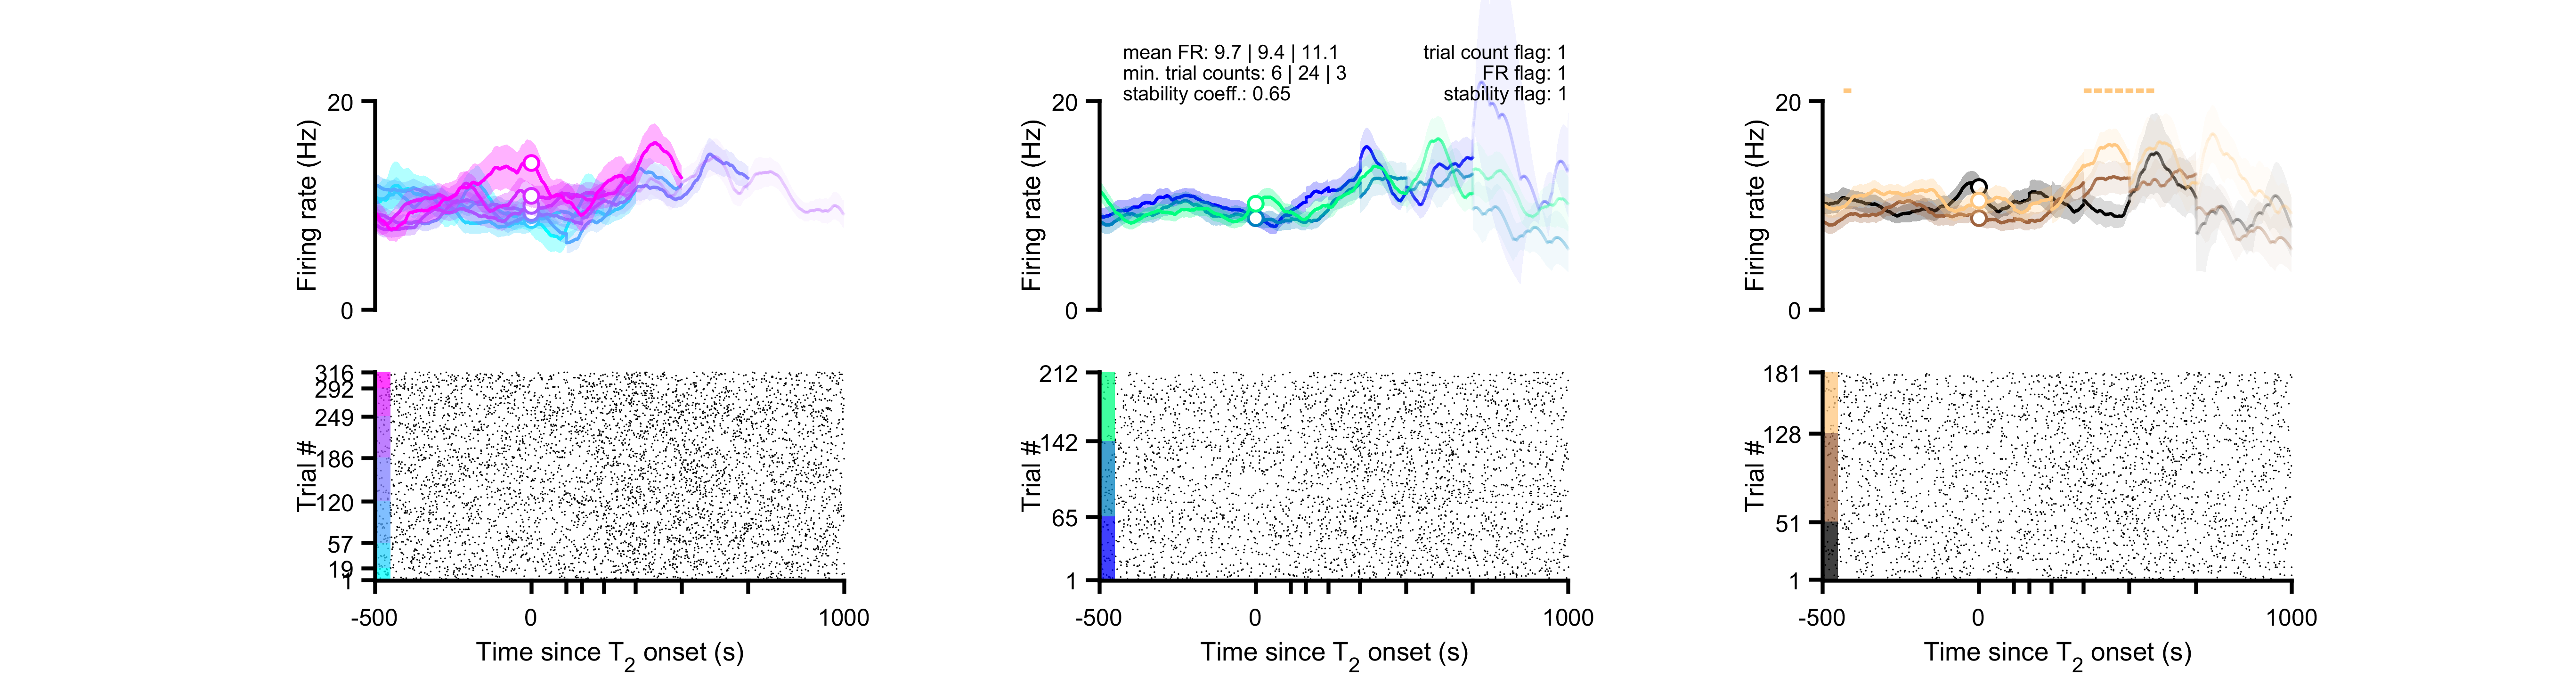 mean FR: 9.7 | 9.4 | 11.1
min. trial counts: 6 | 24 | 3
stability coeff.: 0.65
trial count flag: 1
FR flag: 1
stability flag: 1
20
Firing rate (Hz)
0
20
Firing rate (Hz)
0
20
Firing rate (Hz)
0
316
292
249
186
120
57
19
1
Trial #
-500
0
1000
Time since T2 onset (s)
212
142
65
1
Trial #
-500
0
1000
Time since T2 onset (s)
181
128
51
1
Trial #
-500
0
1000
Time since T2 onset (s)